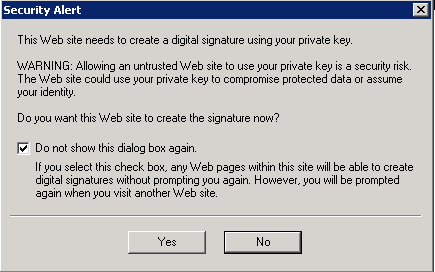 Security Alert
This Web site needs to create a digital signature using your private key.
WARNING: Allowing an untrusted Web site to use your private key is a security risk.
The Web site could use your private key to compromise protected data or assume
your identity.
Do you want this Web site to create the signature now?
Do not show this dialog box again.
If you select this check box, any Web pages within this site will be able to create
digital signatures without prompting you again. However, you will be prompted
again when you visit another Web site.
Yes
No